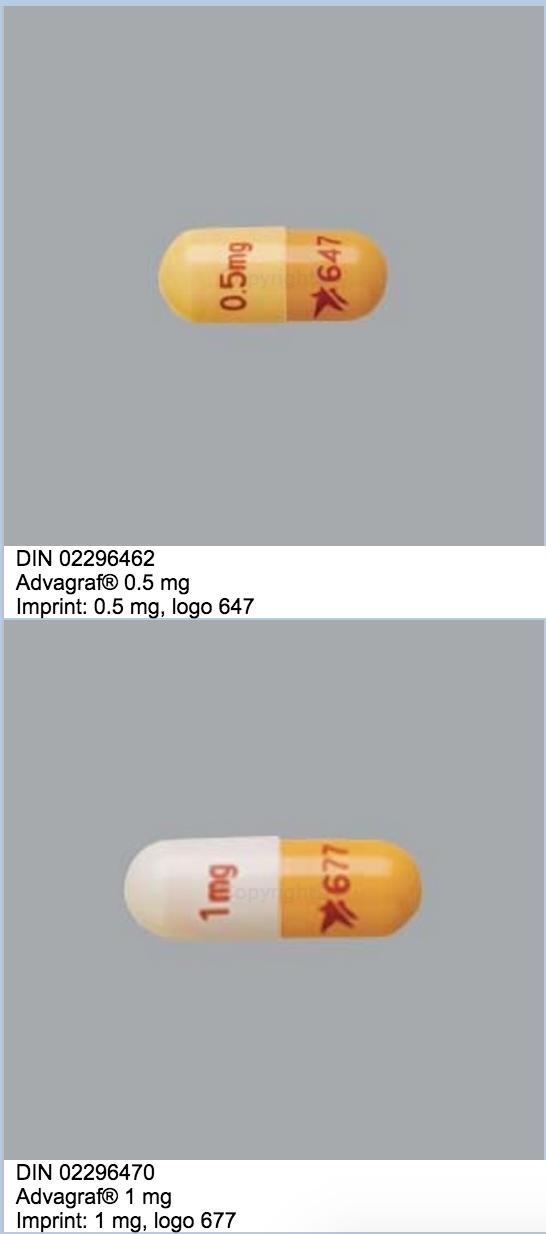 0.5mg
647
copyright
DIN 02296462
Advagraf® 0.5 mg
Imprint: 0.5 mg, logo 647
1mg
677
copyright
DIN 02296470
Advagraf® 1 mg
Imprint: 1 mg, logo 677